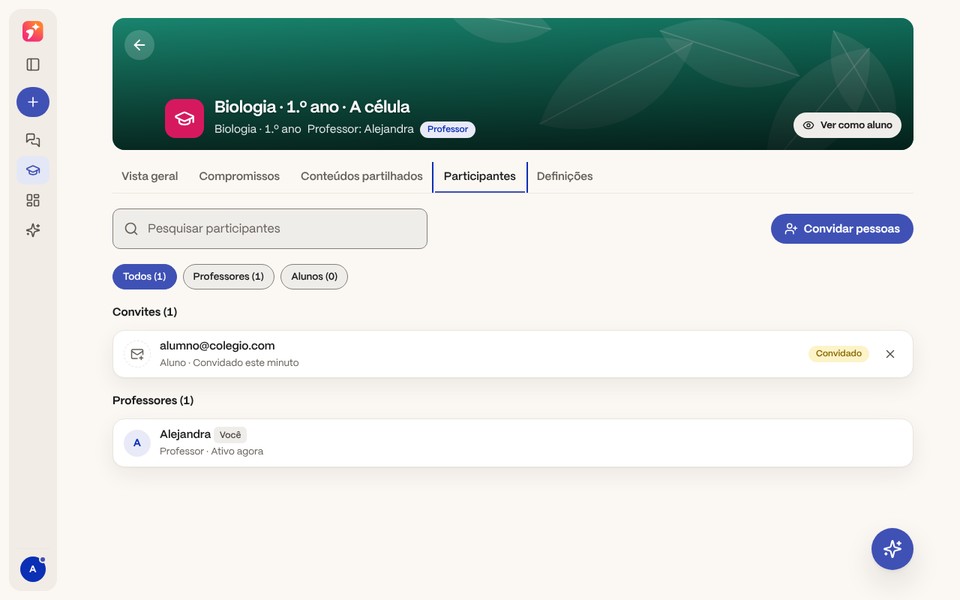 Biologia · 1.º ano · A célula
Biologia · 1.º ano Professor: Alejandra Professor
Ver como aluno
Vista geral Compromissos Conteúdos partilhados Participantes Definições
Pesquisar participantes
Convidar pessoas
Todos (1) Professores (1) Alunos (0)
Convites (1)
alumno@colegio.com
Aluno · Convidado este minuto
Convidado
Professores (1)
A
Alejandra Você
Professor · Ativo agora
A